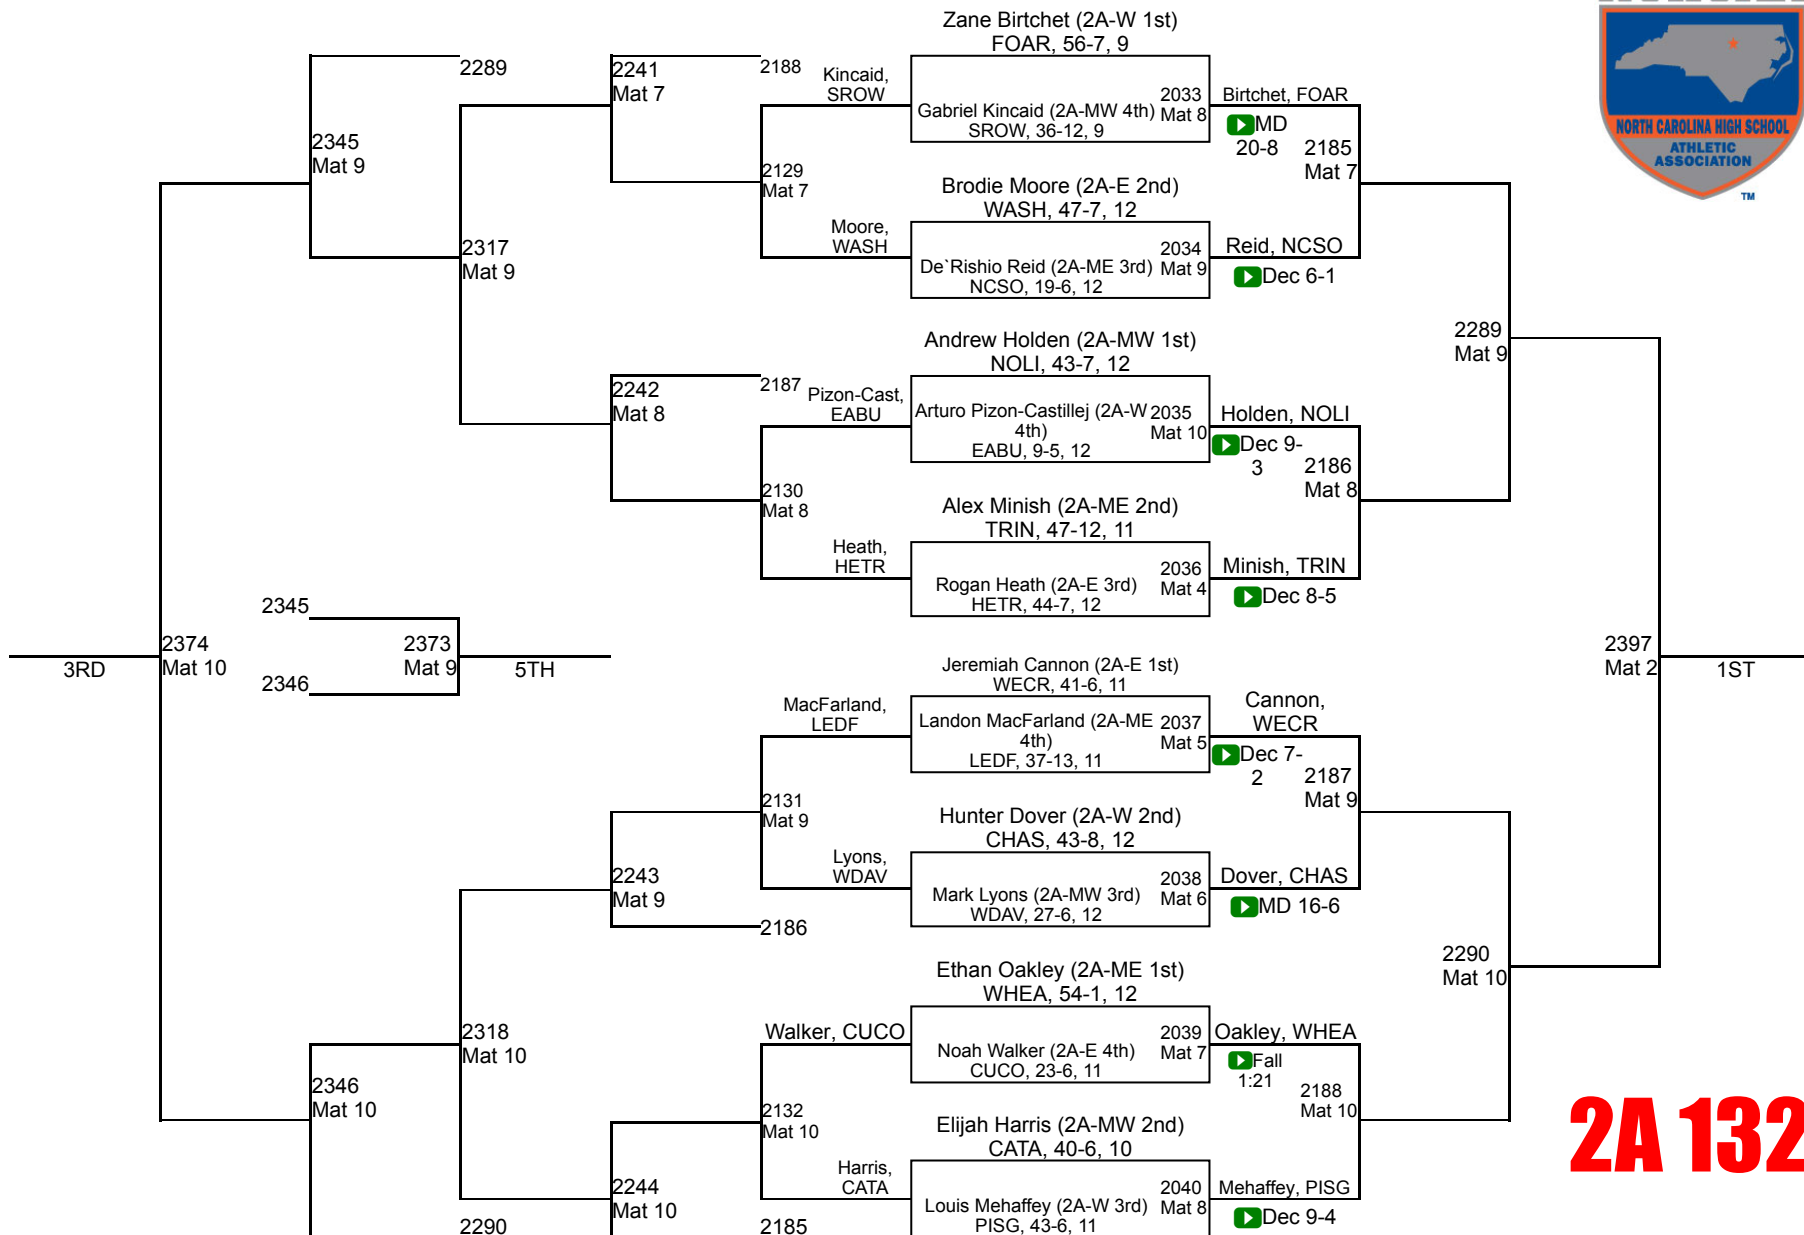 Zane Birtchet (2A-W 1st)
FOAR, 56-7, 9
2289
2241
Mat 7
2188
Kincaid,
SROW
Gabriel Kincaid (2A-MW 4th)
SROW, 36-12, 9
2033
Mat 8
Birtchet, FOAR
MD
20-8
2185
Mat 7
NORTH CAROLINA HIGH SCHOOL
ATHLETIC
ASSOCIATION
TM
2345
Mat 9
2129
Mat 7
Brodie Moore (2A-E 2nd)
WASH, 47-7, 12
Moore,
WASH
De`Rishio Reid (2A-ME 3rd)
NCSO, 19-6, 12
2034
Mat 9
Reid, NCSO
Dec 6-1
2317
Mat 9
Andrew Holden (2A-MW 1st)
NOLI, 43-7, 12
2289
Mat 9
2242
Mat 8
2187
Pizon-Cast,
EABU
Arturo Pizon-Castillej (2A-W
4th)
EABU, 9-5, 12
2035
Mat 10
Holden, NOLI
Dec 9-
3
2186
Mat 8
2130
Mat 8
Alex Minish (2A-ME 2nd)
TRIN, 47-12, 11
Heath,
HETR
Rogan Heath (2A-E 3rd)
HETR, 44-7, 12
2036
Mat 4
Minish, TRIN
Dec 8-5
2345
2374
Mat 10
3RD
2373
Mat 9
5TH
2346
Jeremiah Cannon (2A-E 1st)
WECR, 41-6, 11
2397
Mat 2
1ST
MacFarland,
LEDF
Landon MacFarland (2A-ME
4th)
LEDF, 37-13, 11
2037
Mat 5
Cannon,
WECR
Dec 7-
2
2187
Mat 9
2131
Mat 9
Hunter Dover (2A-W 2nd)
CHAS, 43-8, 12
Lyons,
WDAV
Mark Lyons (2A-MW 3rd)
WDAV, 27-6, 12
2038
Mat 6
Dover, CHAS
MD 16-6
2243
Mat 9
2186
2290
Mat 10
Ethan Oakley (2A-ME 1st)
WHEA, 54-1, 12
2318
Mat 10
Walker, CUCO
Noah Walker (2A-E 4th)
CUCO, 23-6, 11
2039
Mat 7
Oakley, WHEA
Fall
1:21
2188
Mat 10
2346
Mat 10
2132
Mat 10
Elijah Harris (2A-MW 2nd)
CATA, 40-6, 10
2A 132
Harris,
CATA
Louis Mehaffey (2A-W 3rd)
PISG, 43-6, 11
2040
Mat 8
Mehaffey, PISG
Dec 9-4
2244
Mat 10
2290
2185